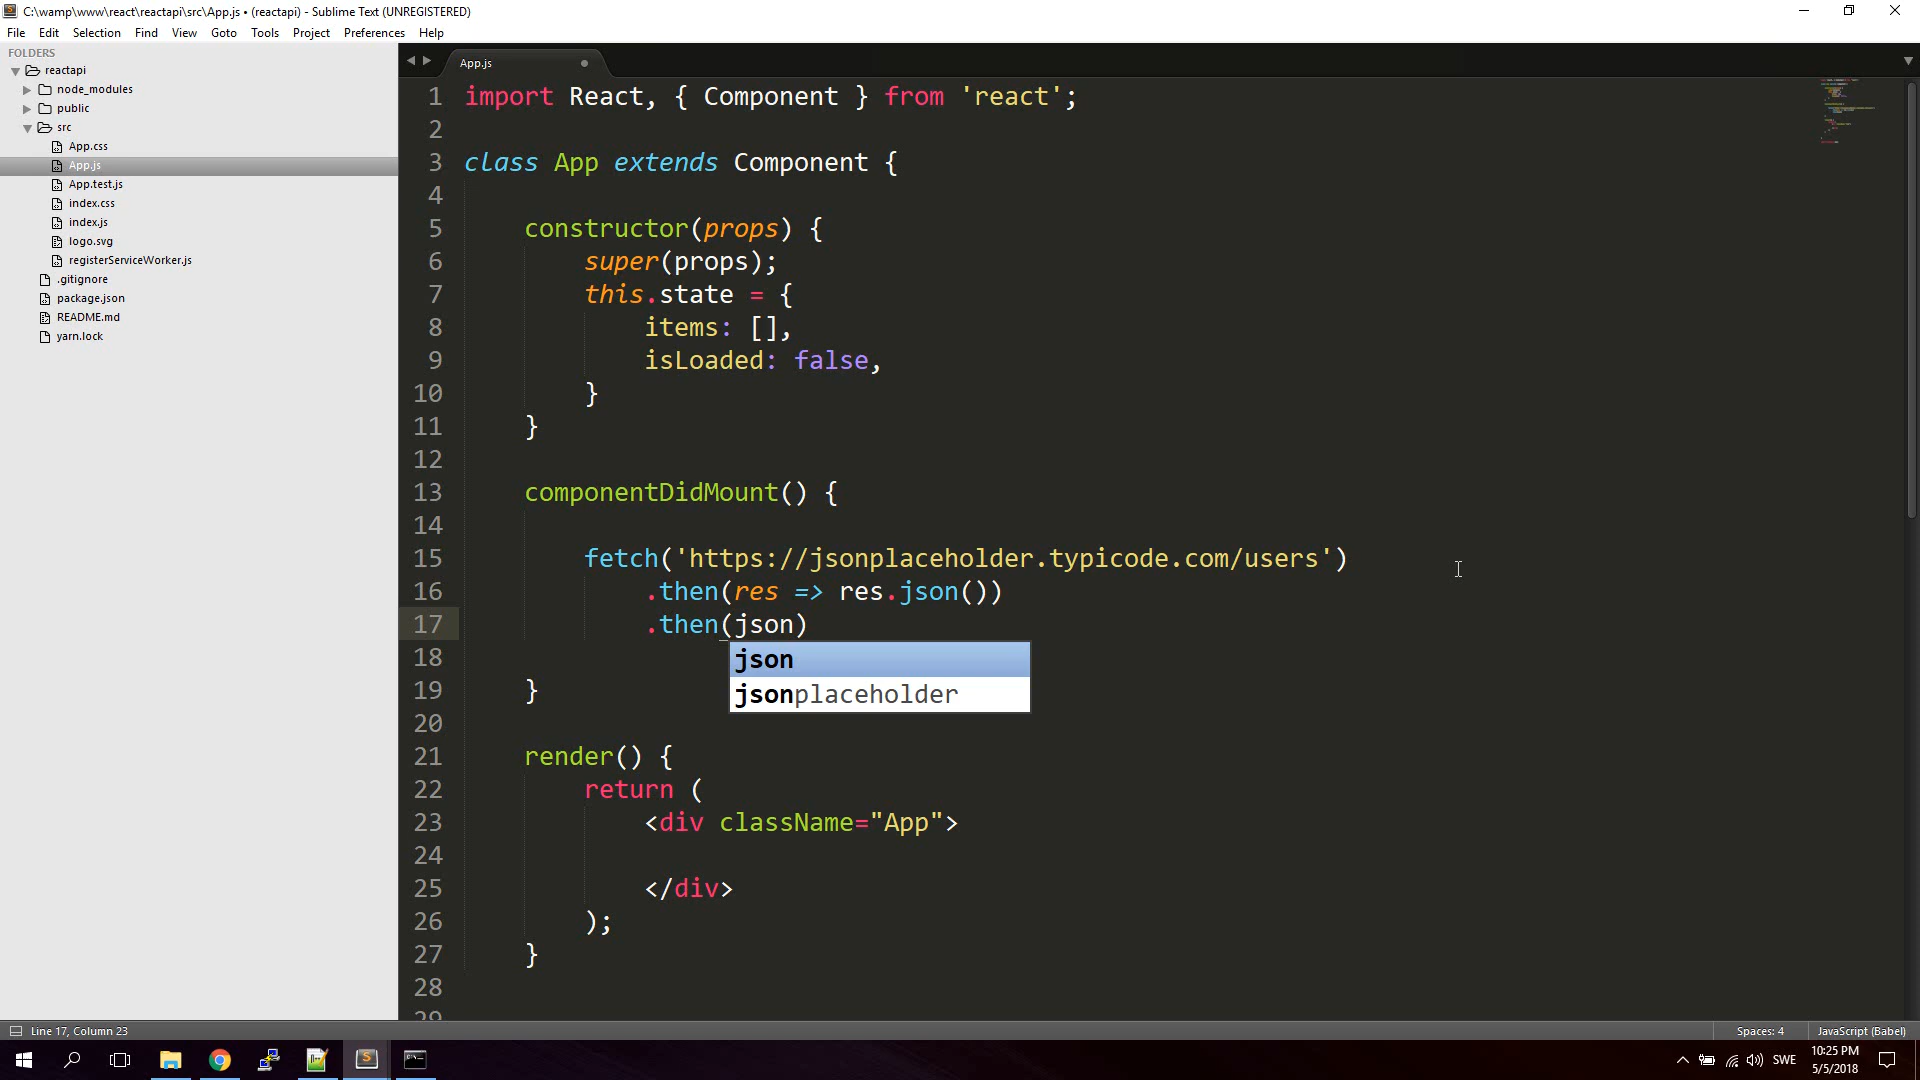 C:\wamp\www\react\reactapi\src\App.js • (reactapi) - Sublime Text (UNREGISTERED)
File Edit Selection Find View Goto Tools Project Preferences Help
FOLDERS
reactapi
node_modules
public
src
App.css
App.js
App.test.js
index.css
index.js
logo.svg
registerServiceWorker.js
.gitignore
package.json
README.md
yarn.lock
App.js
1 import React, { Component } from 'react';
2
3 class App extends Component {
4
5 constructor(props) {
6 super(props);
7 this.state = {
8 items: [],
9 isLoaded: false,
10 }
11 }
12
13 componentDidMount() {
14
15 fetch('https://jsonplaceholder.typicode.com/users')
16 .then(res => res.json())
17 .then(json)
json
jsonplaceholder
18
19 }
20
21 render() {
22 return (
23 <div className="App">
24
25 </div>
26 );
27 }
28
29
Line 17, Column 23
Spaces: 4
JavaScript (Babel)
SWE
10:25 PM
5/5/2018